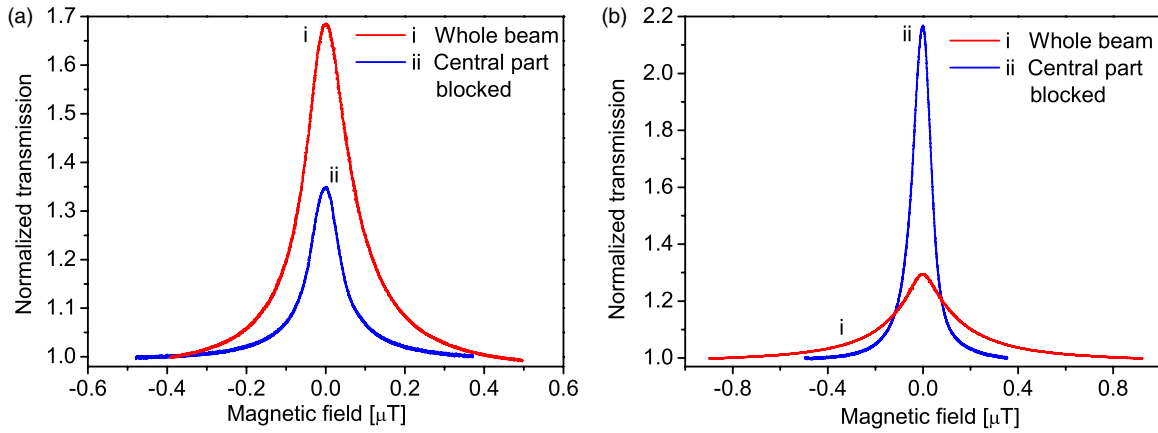 (a)
i
i Whole beam
ii Central part
blocked
ii
Normalized transmission
1.7
1.6
1.5
1.4
1.3
1.2
1.1
1.0
-0.6
-0.4
-0.2
0.0
0.2
0.4
0.6
Magnetic field [μT]
(b)
ii
i Whole beam
ii Central part
blocked
i
Normalized transmission
2.2
2.0
1.8
1.6
1.4
1.2
1.0
-0.8
-0.4
0.0
0.4
0.8
Magnetic field [μT]